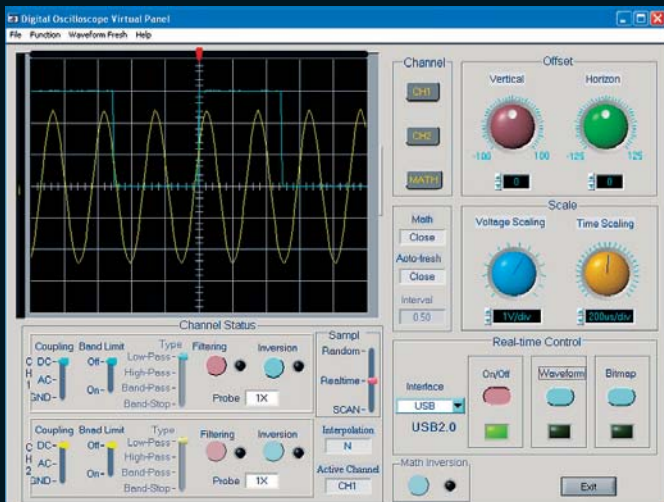 Digital Oscilloscope Virtual Panel
File Function Waveform Fresh Help
Channel
CH1
CH2
MATH
Offset
Vertical
Horizon
-100 100
-125 125
0
0
Math
Close
Auto-fresh
Close
Interval
0.50
Scale
Voltage Scaling
Time Scaling
1V/div
200us/div
Channel Status
CH1
Coupling
DC
AC
GND
Band Limit
Off
On
Type
Low-Pass
High-Pass
Band-Pass
Band-Stop
Filtering
Inversion
Probe 1X
CH2
Coupling
DC
AC
GND
Bnad Limit
Off
On
Type
Low-Pass
High-Pass
Band-Pass
Band-Stop
Filtering
Inversion
Probe 1X
Sampl
Random
Realtime
SCAN
Interpolation
N
Active Channel
CH1
Real-time Control
Interface
USB
USB2.0
On/Off
Waveform
Bitmap
Math Inversion
Exit